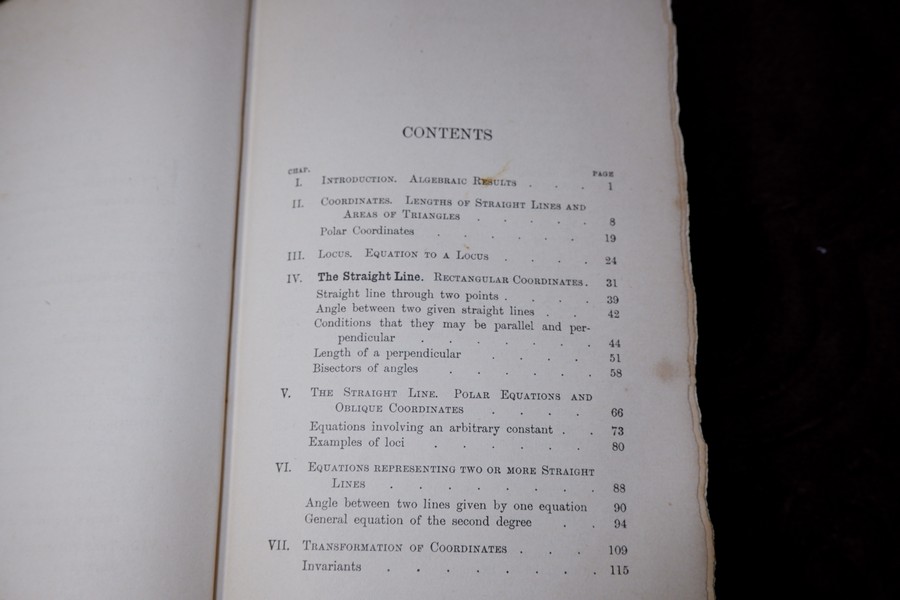 CONTENTS
CHAP. PAGE
I. INTRODUCTION. ALGEBRAIC RESULTS . . . 1
II. COORDINATES. LENGTHS OF STRAIGHT LINES AND
AREAS OF TRIANGLES . . . . . 8
Polar Coordinates . . . . . . 19
III. LOCUS. EQUATION TO A LOCUS . . . . 24
IV. The Straight Line. RECTANGULAR COORDINATES . 31
Straight line through two points . . . . 39
Angle between two given straight lines . . 42
Conditions that they may be parallel and per-
pendicular . . . . . . . 44
Length of a perpendicular . . . . 51
Bisectors of angles . . . . . . 58
V. THE STRAIGHT LINE. POLAR EQUATIONS AND
OBLIQUE COORDINATES . . . . 66
Equations involving an arbitrary constant . . 73
Examples of loci . . . . . . 80
VI. EQUATIONS REPRESENTING TWO OR MORE STRAIGHT
LINES . . . . . . . . 88
Angle between two lines given by one equation 90
General equation of the second degree . . 94
VII. TRANSFORMATION OF COORDINATES . . . 109
Invariants . . . . . . . . 115